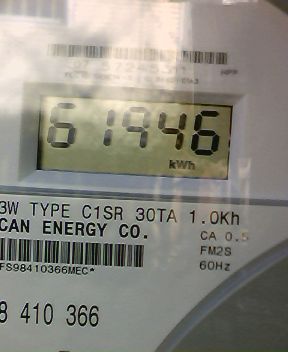 61946
kWh
3W TYPE C1SR 30TA 1.0Kh
CAN ENERGY CO.
CA 0.5
FM2S
60Hz
FS98410366MEC*
8 410 366